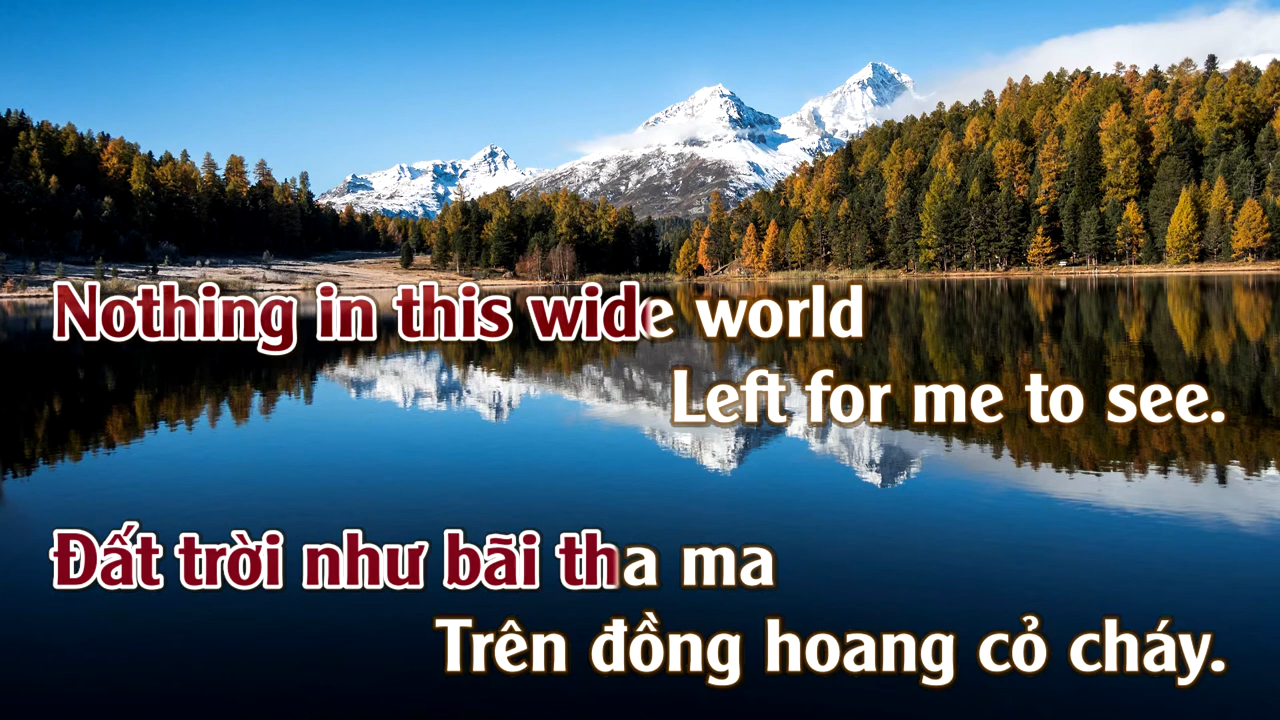 Nothing in this wide world
Left for me to see.
Đất trời như bãi tha ma
Trên đồng hoang cỏ cháy.